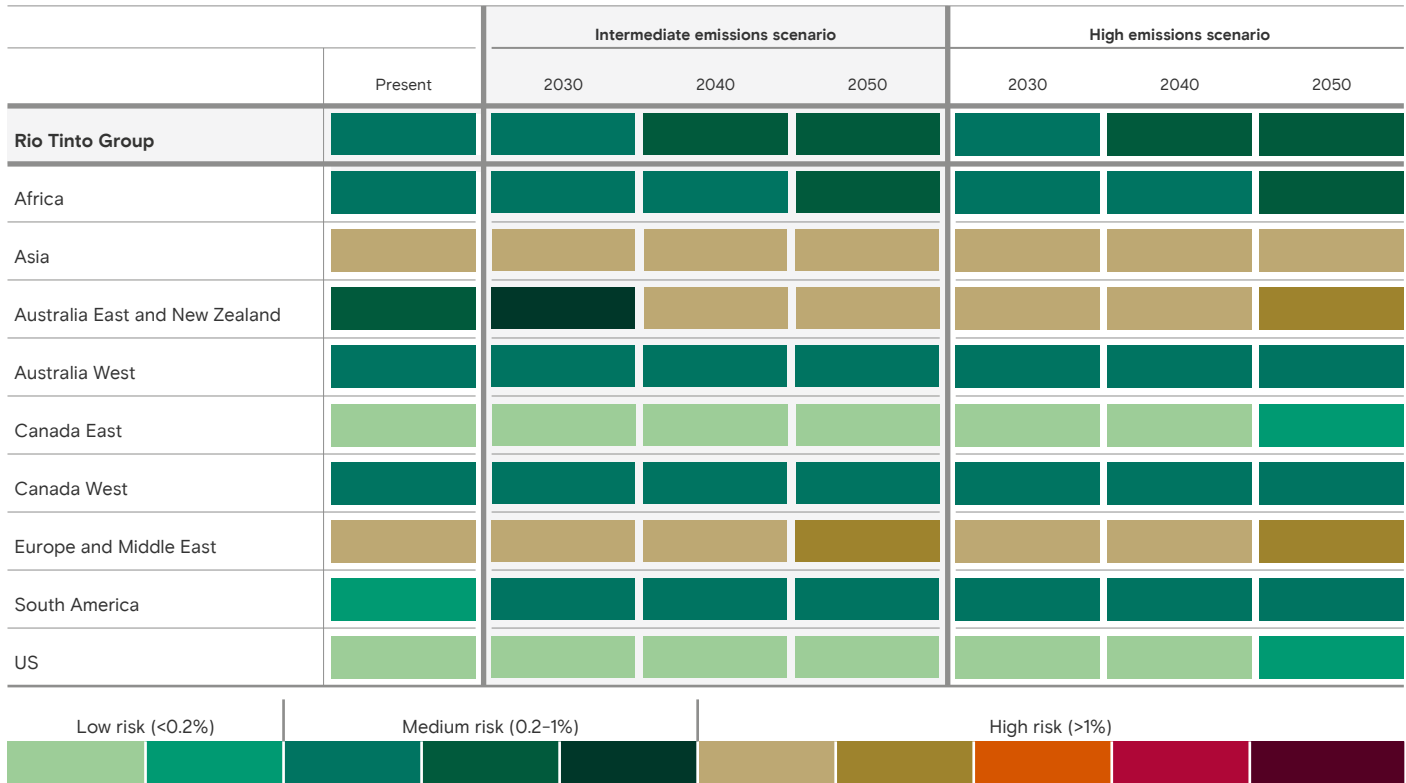 Intermediate emissions scenario High emissions scenario
Present 2030 2040 2050 2030 2040 2050
Rio Tinto Group
Africa
Asia
Australia East and New Zealand
Australia West
Canada East
Canada West
Europe and Middle East
South America
US
Low risk (<0.2%) Medium risk (0.2–1%) High risk (>1%)